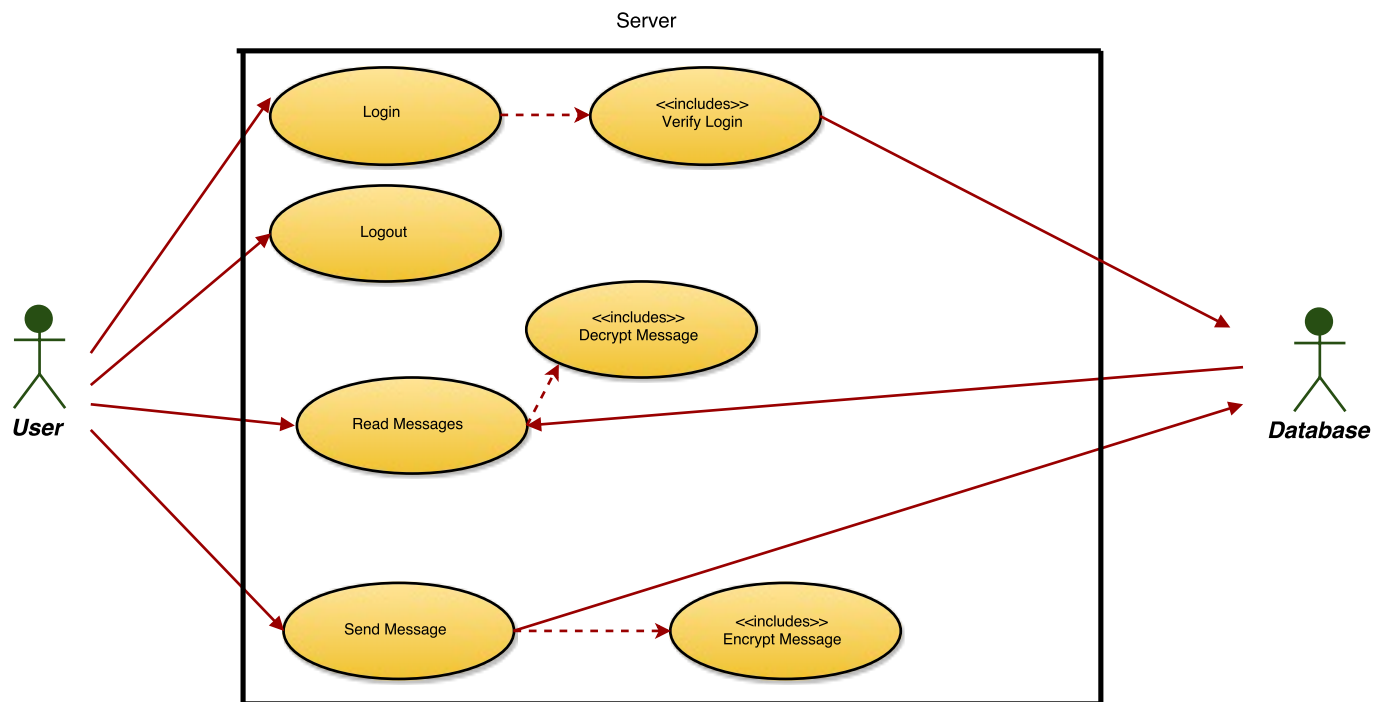 Server
Login
<<includes>>
Verify Login
Logout
<<includes>>
Decrypt Message
Read Messages
User
Database
Send Message
<<includes>>
Encrypt Message